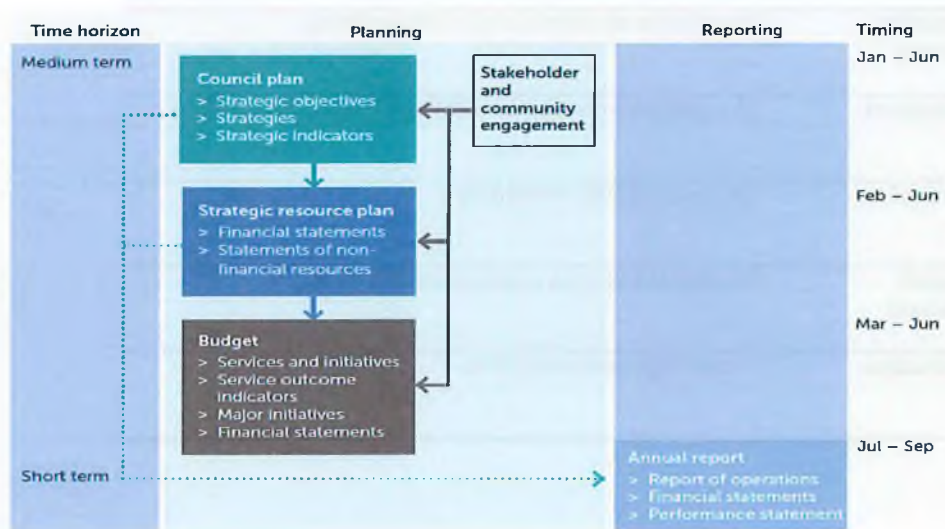 Time horizon
Planning
Reporting
Timing
Medium term
Jan – Jun
Council plan
> Strategic objectives
> Strategies
> Strategic indicators
Stakeholder
and
community
engagement
Strategic resource plan
> Financial statements
> Statements of non-
financial resources
Feb – Jun
Budget
> Services and initiatives
> Service outcome
indicators
> Major initiatives
> Financial statements
Mar – Jun
Short term
Annual report
> Report of operations
> Financial statements
> Performance statement
Jul – Sep